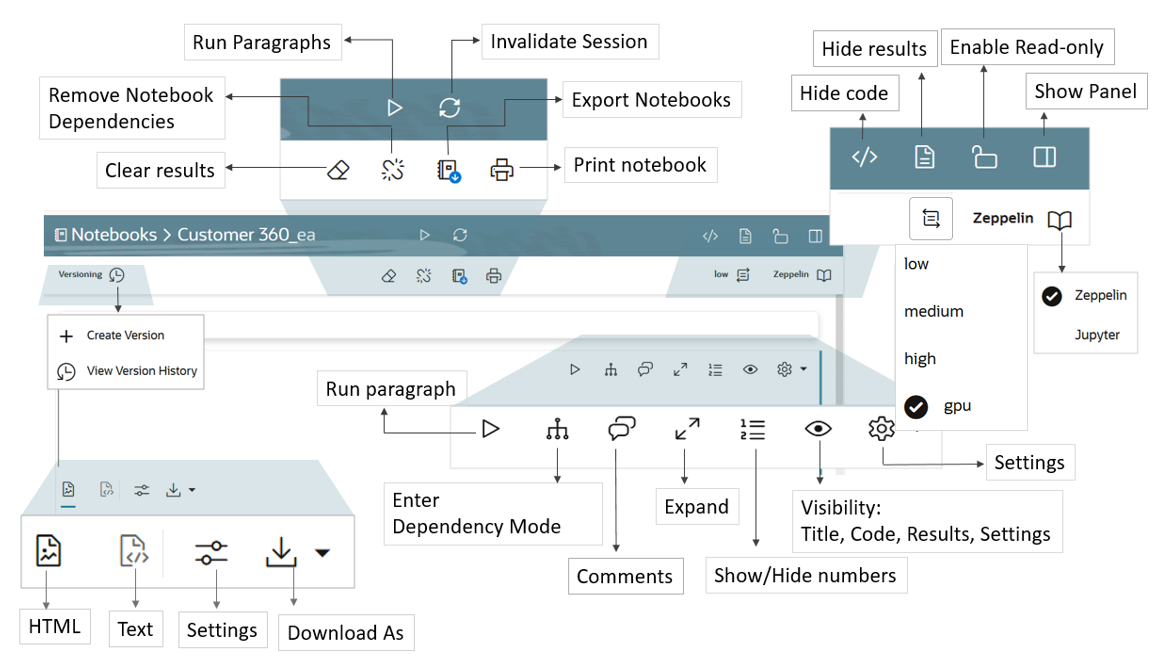 Run Paragraphs
Invalidate Session
Remove Notebook
Dependencies
Export Notebooks
Clear results
Print notebook
Hide results
Enable Read-only
Hide code
Show Panel
Zeppelin
low
medium
high
gpu
Zeppelin
Jupyter
Notebooks > Customer 360_ea
Versioning
low
Zeppelin
Create Version
View Version History
Run paragraph
1
2
Enter
Dependency Mode
Comments
Expand
Show/Hide numbers
Visibility:
Title, Code, Results, Settings
Settings
HTML
Text
Settings
Download As